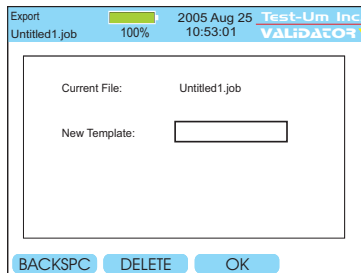 Export
Untitled1.job
100%
2005 Aug 25
10:53:01
Test-Um Inc
VALiDATOR
Current File: Untitled1.job
New Template:
BACKSPC DELETE OK